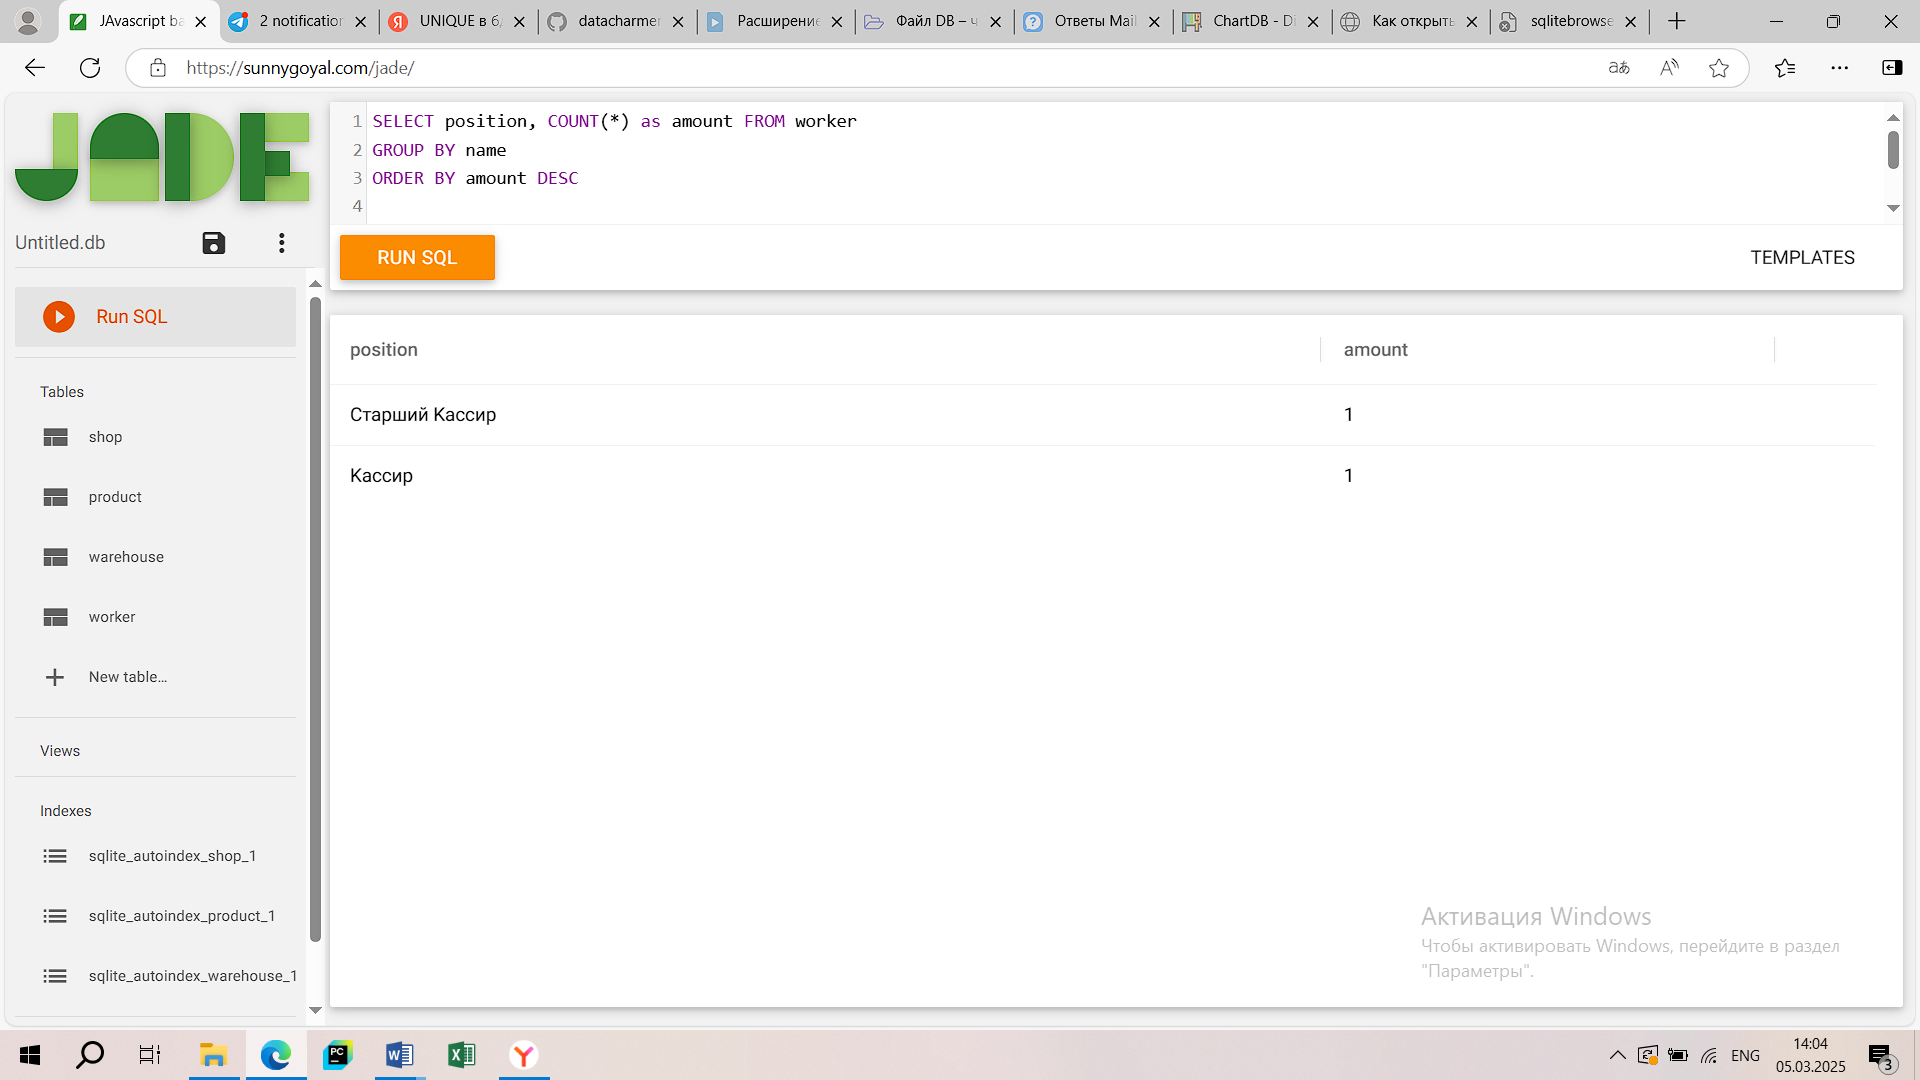 JAvascript ba
2 notification
UNIQUE в б
datacharmer
Расширение
Файл DB – ч
Ответы Mail
ChartDB - Di
Как открыть
sqlitebrowse
https://sunnygoyal.com/jade/
JADE
Untitled.db
Run SQL
Tables
shop
product
warehouse
worker
New table...
Views
Indexes
sqlite_autoindex_shop_1
sqlite_autoindex_product_1
sqlite_autoindex_warehouse_1
1 SELECT position, COUNT(*) as amount FROM worker
2 GROUP BY name
3 ORDER BY amount DESC
4
RUN SQL
TEMPLATES
position amount
Старший Кассир 1
Кассир 1
Активация Windows
Чтобы активировать Windows, перейдите в раздел
"Параметры".
ENG
14:04
05.03.2025
3